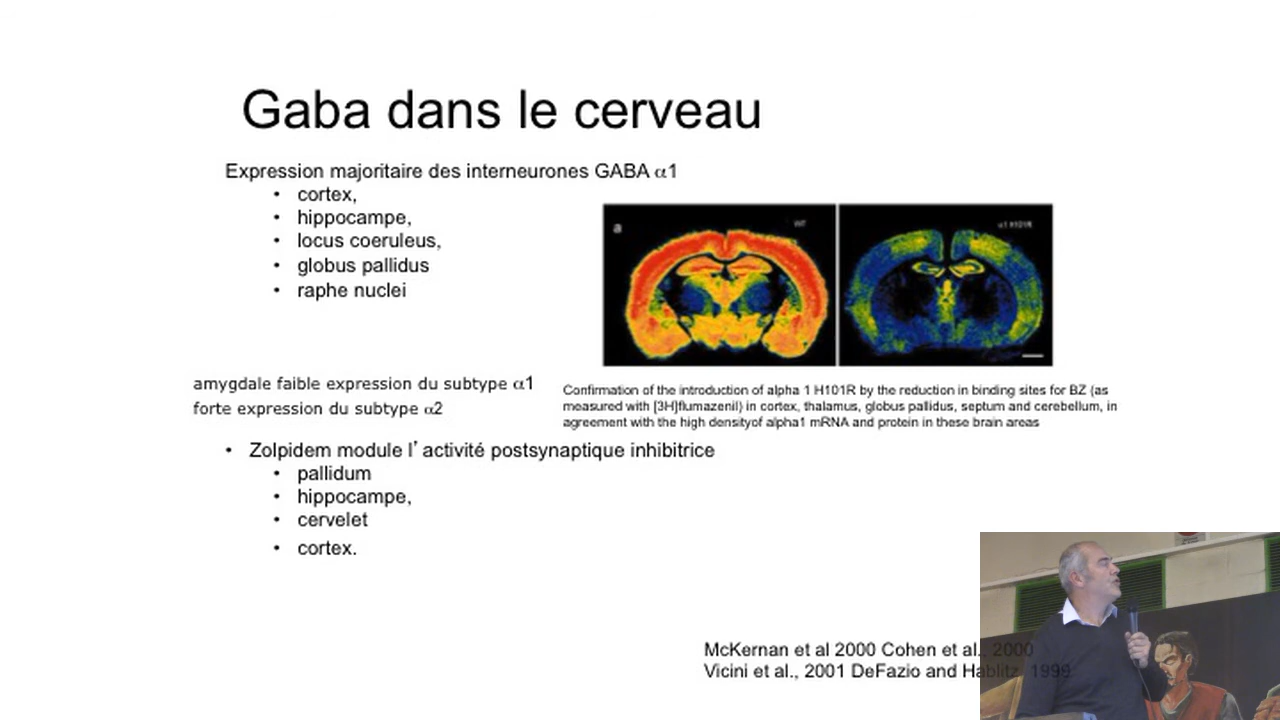 Gaba dans le cerveau
Expression majoritaire des interneurones GABA α1
• cortex,
• hippocampe,
• locus coeruleus,
• globus pallidus
• raphe nuclei
a
WT
α1 H101R
amygdale faible expression du subtype α1
forte expression du subtype α2
Confirmation of the introduction of alpha 1 H101R by the reduction in binding sites for BZ (as
measured with [3H]flumazenil) in cortex, thalamus, globus pallidus, septum and cerebellum, in
agreement with the high densityof alpha1 mRNA and protein in these brain areas
• Zolpidem module l’ activité postsynaptique inhibitrice
• pallidum
• hippocampe,
• cervelet
• cortex.
McKernan et al 2000 Cohen et al., 2000
Vicini et al., 2001 DeFazio and Hablitz, 1999